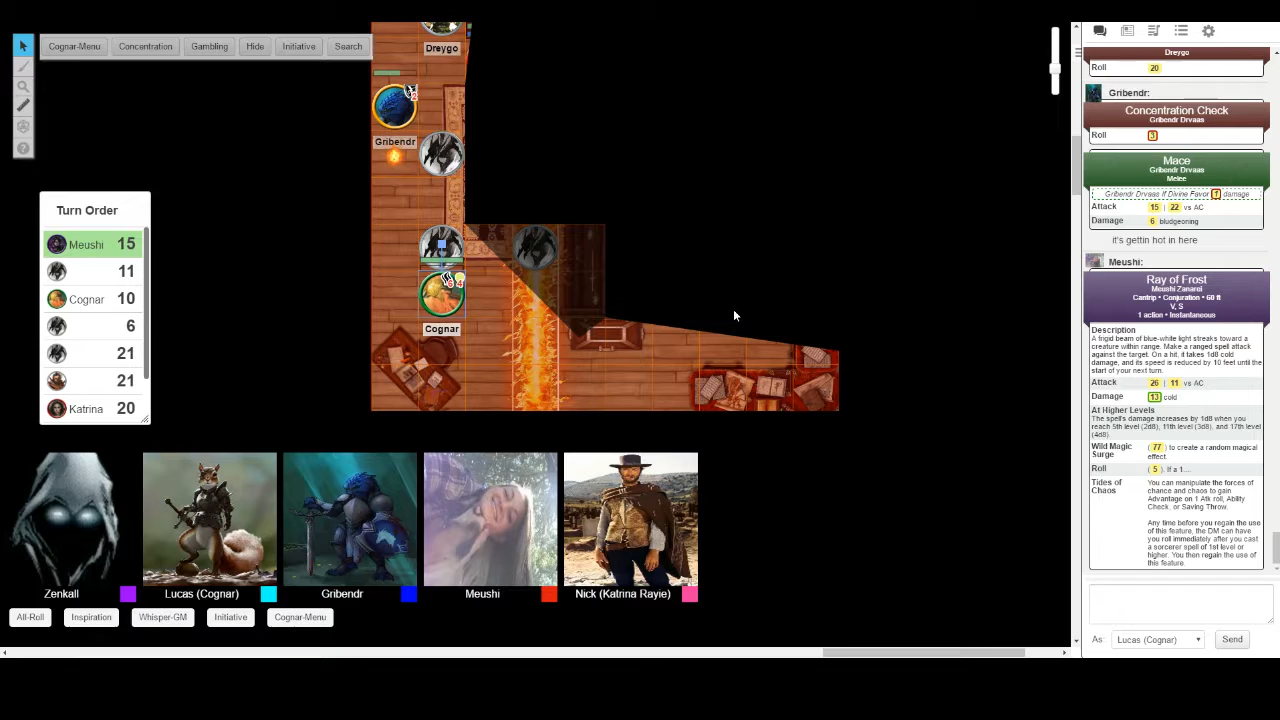 Cognar-Menu Concentration Gambling Hide Initiative Search
Dreygo
2
Gribendr
6 4
Cognar
Turn Order
Meushi 15
11
Cognar 10
6
21
21
Katrina 20
Zenkall
Lucas (Cognar)
Gribendr
Meushi
Nick (Katrina Rayie)
All-Roll Inspiration Whisper-GM Initiative Cognar-Menu
Dreygo
Roll 20
Gribendr:
Concentration Check
Gribendr Drvaas
Roll 3
Mace
Gribendr Drvaas
Melee
Gribendr Drvaas If Divine Favor 1 damage
Attack 15 | 22 vs AC
Damage 6 bludgeoning
it's gettin hot in here
Meushi:
Ray of Frost
Meushi Zanarei
Cantrip • Conjuration • 60 ft
V, S
1 action • Instantaneous
Description
A frigid beam of blue-white light streaks toward a
creature within range. Make a ranged spell attack
against the target. On a hit, it takes 1d8 cold
damage, and its speed is reduced by 10 feet until the
start of your next turn.
Attack 26 | 11 vs AC
Damage 13 cold
At Higher Levels
The spell's damage increases by 1d8 when you
reach 5th level (2d8), 11th level (3d8), and 17th level
(4d8).
Wild Magic Surge ( 77 ) to create a random magical effect.
Roll ( 5 ). If a 1....
Tides of Chaos You can manipulate the forces of
chance and chaos to gain
Advantage on 1 Atk roll, Ability
Check, or Saving Throw.
Any time before you regain the use
of this feature, the DM can have
you roll immediately after you cast
a sorcerer spell of 1st level or
higher. You then regain the use of
this feature.
As: Lucas (Cognar) Send